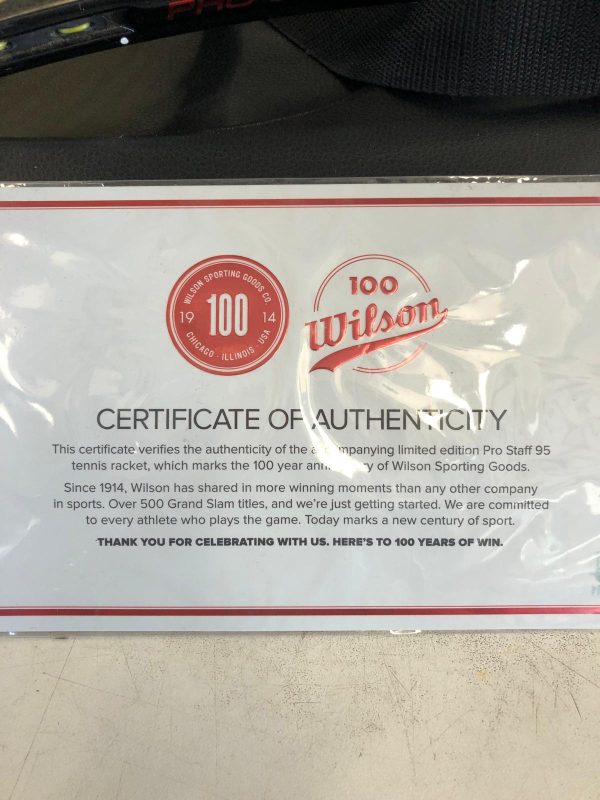 PRO
WILSON SPORTING GOODS CO.
19 100 14
CHICAGO · ILLINOIS · USA
100
Wilson
CERTIFICATE OF AUTHENTICITY
This certificate verifies the authenticity of the accompanying limited edition Pro Staff 95
tennis racket, which marks the 100 year anniversary of Wilson Sporting Goods.
Since 1914, Wilson has shared in more winning moments than any other company
in sports. Over 500 Grand Slam titles, and we're just getting started. We are committed
to every athlete who plays the game. Today marks a new century of sport.
THANK YOU FOR CELEBRATING WITH US. HERE'S TO 100 YEARS OF WIN.